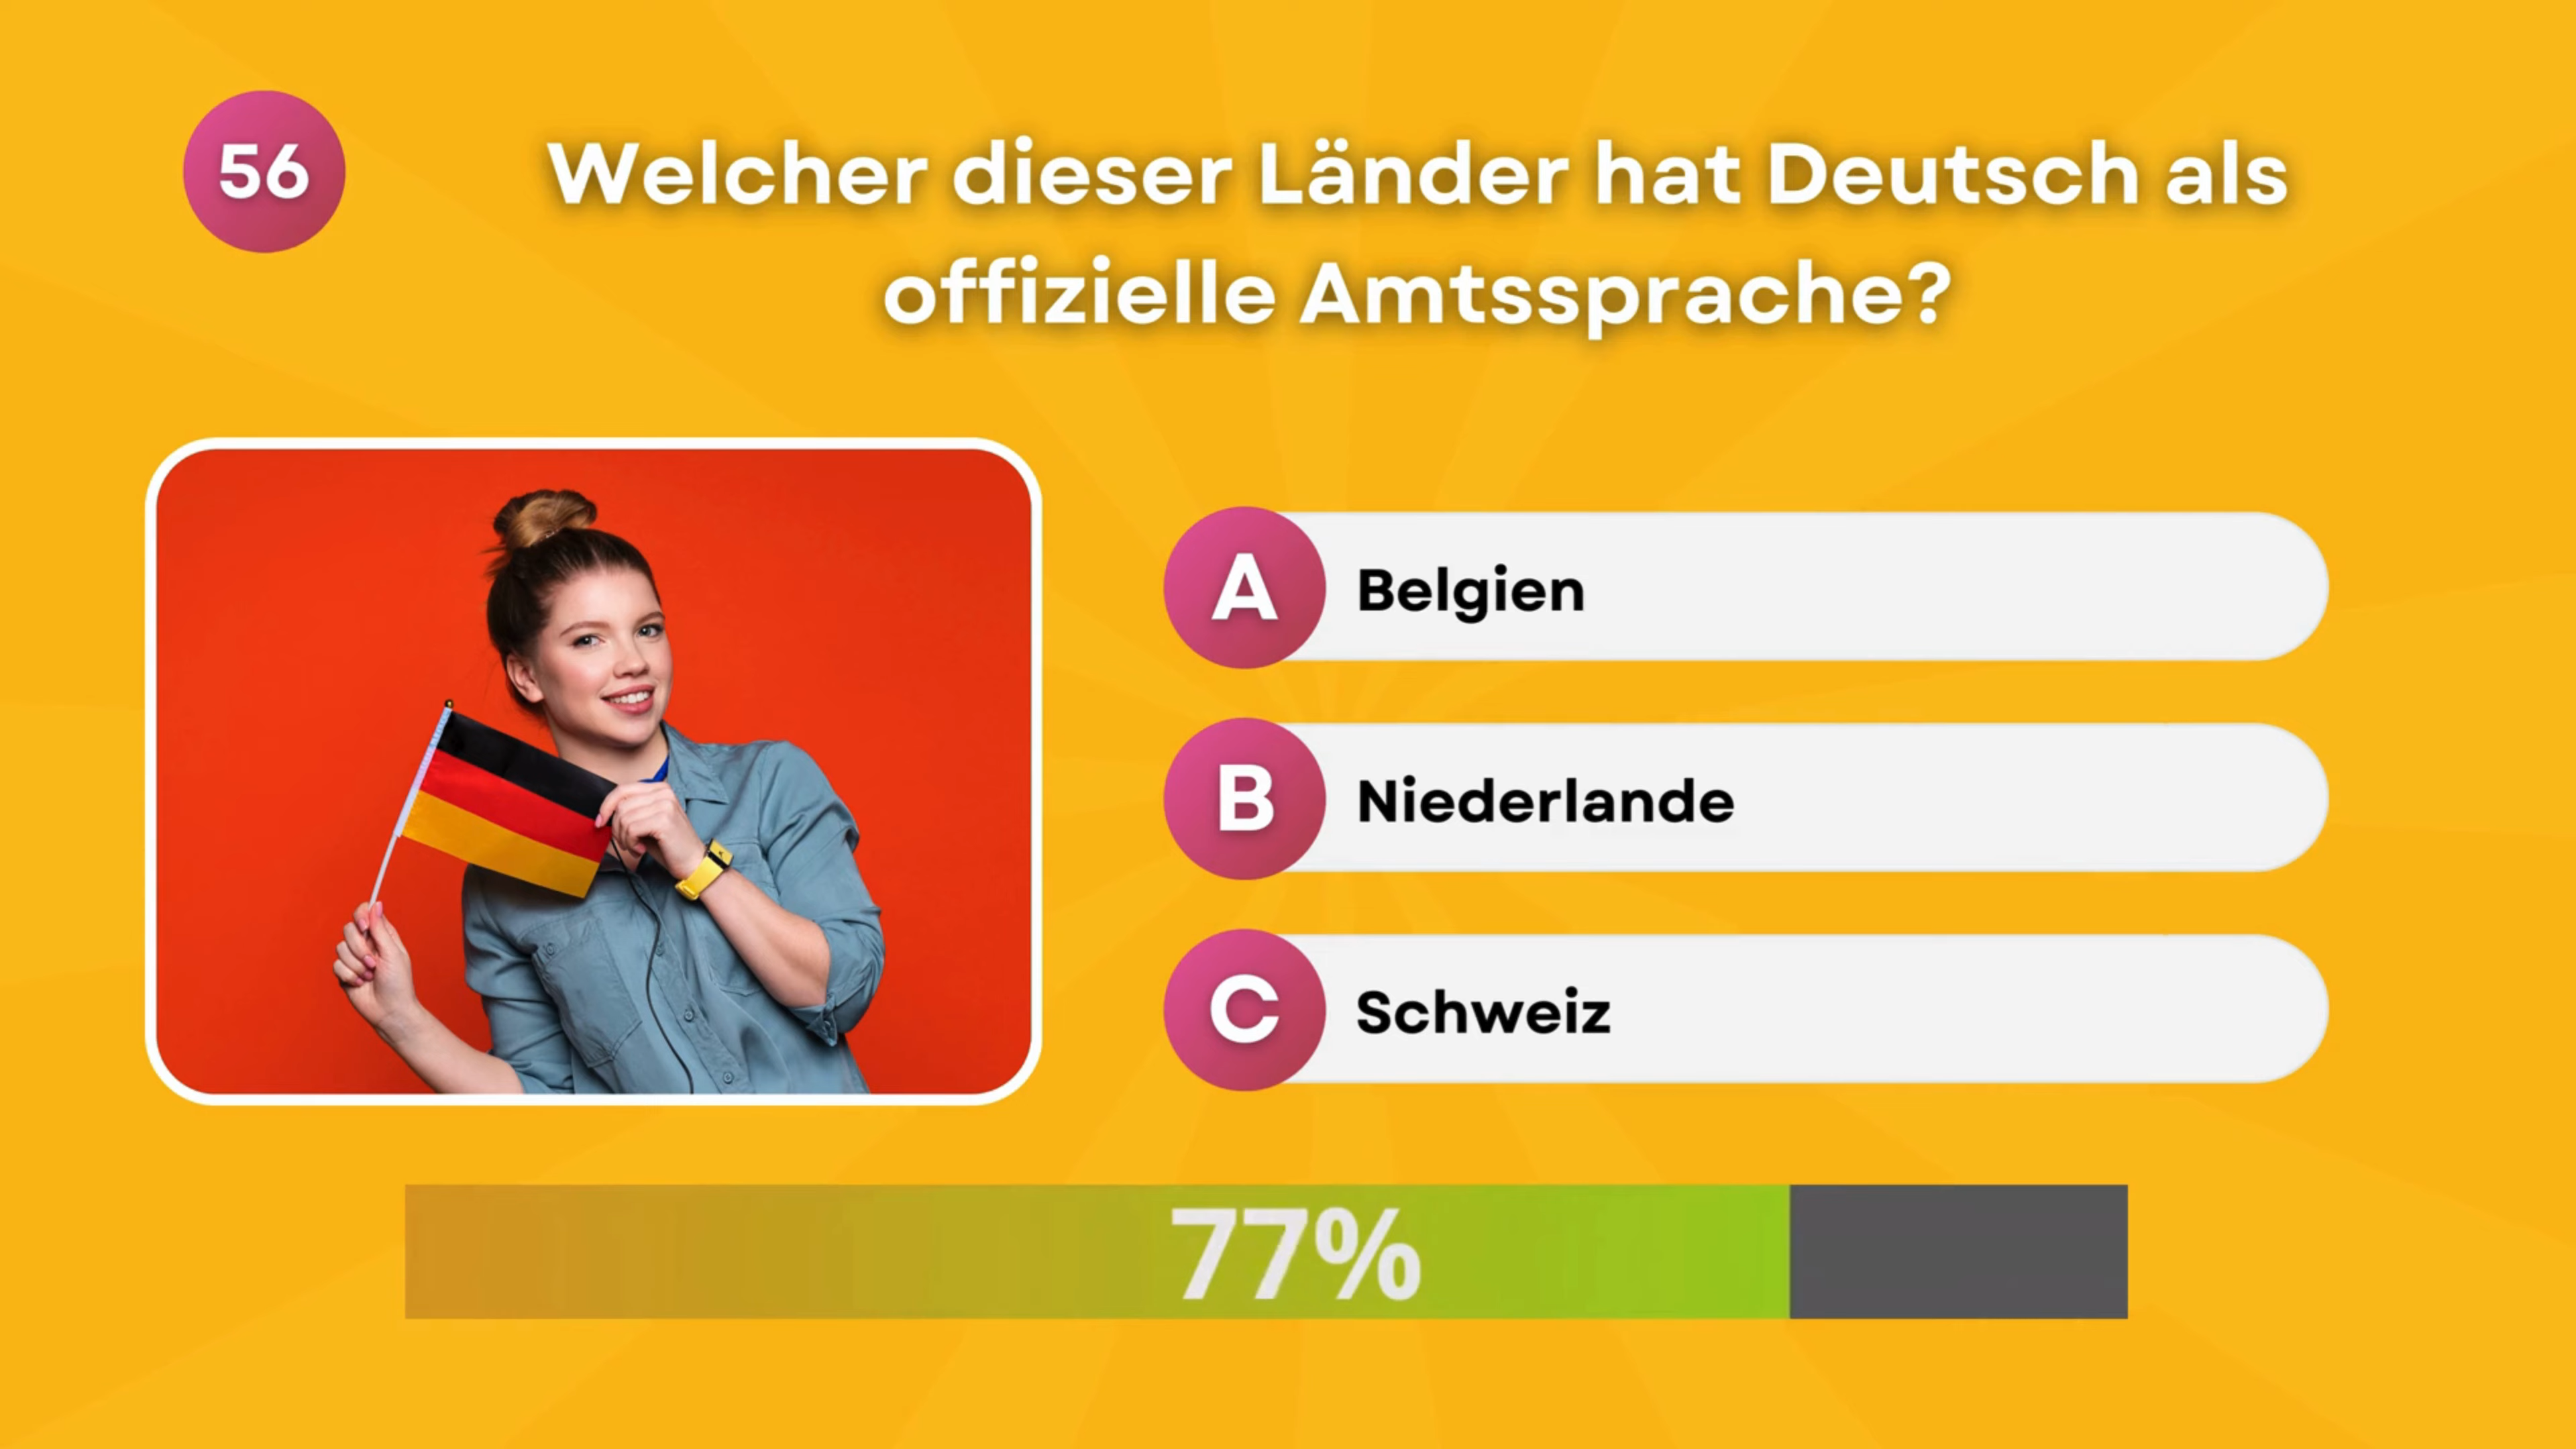 56
Welcher dieser Länder hat Deutsch als
offizielle Amtssprache?
A Belgien
B Niederlande
C Schweiz
77%